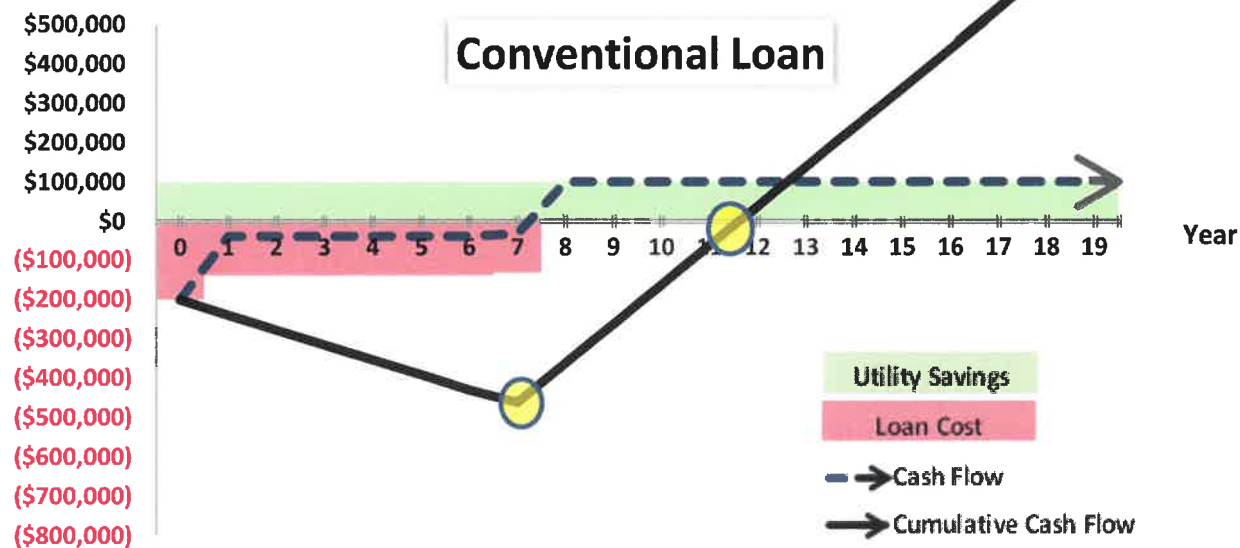 Conventional Loan
$500,000
$400,000
$300,000
$200,000
$100,000
$0
($100,000)
($200,000)
($300,000)
($400,000)
($500,000)
($600,000)
($700,000)
($800,000)
0 1 2 3 4 5 6 7 8 9 10 12 13 14 15 16 17 18 19
Year
Utility Savings
Loan Cost
Cash Flow
Cumulative Cash Flow